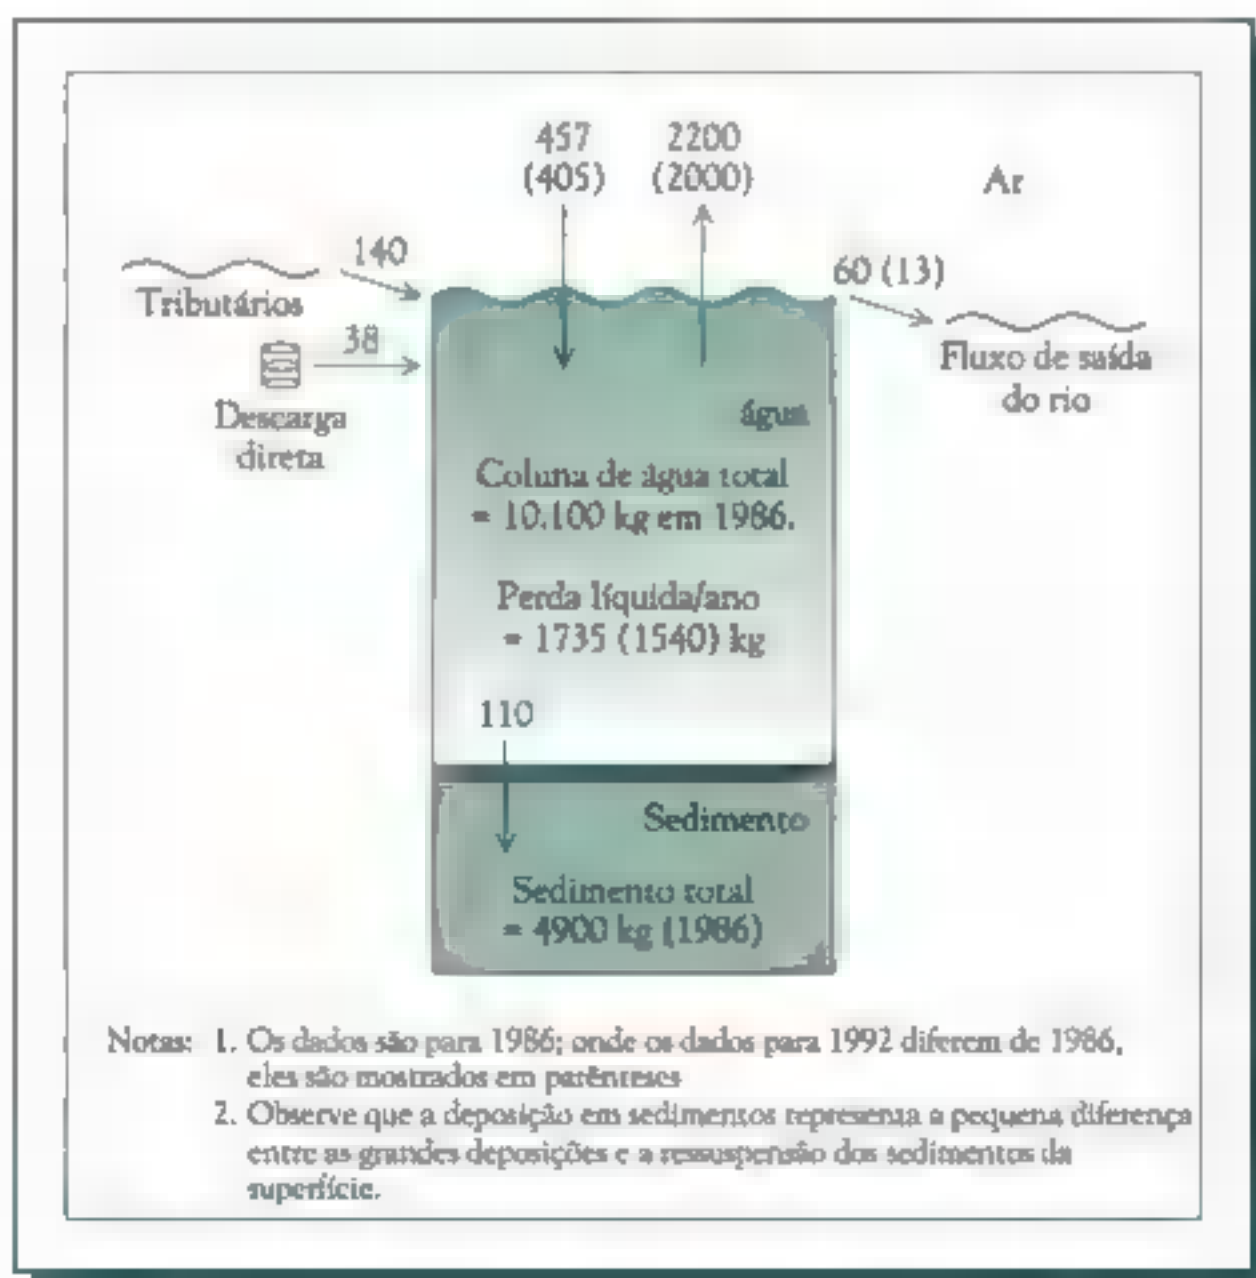 457
(405)
2200
(2000)
Ar
140
Tributários
60 (13)
Fluxo de saída
do rio
38
Descarga
direta
água
Coluna de água total
= 10.100 kg em 1986.
Perda líquida/ano
= 1735 (1540) kg
110
Sedimento
Sedimento total
= 4900 kg (1986)
Notas: 1. Os dados são para 1986; onde os dados para 1992 diferem de 1986,
eles são mostrados em parênteses
2. Observe que a deposição em sedimentos representa a pequena diferença
entre as grandes deposições e a ressuspensão dos sedimentos da
superfície.